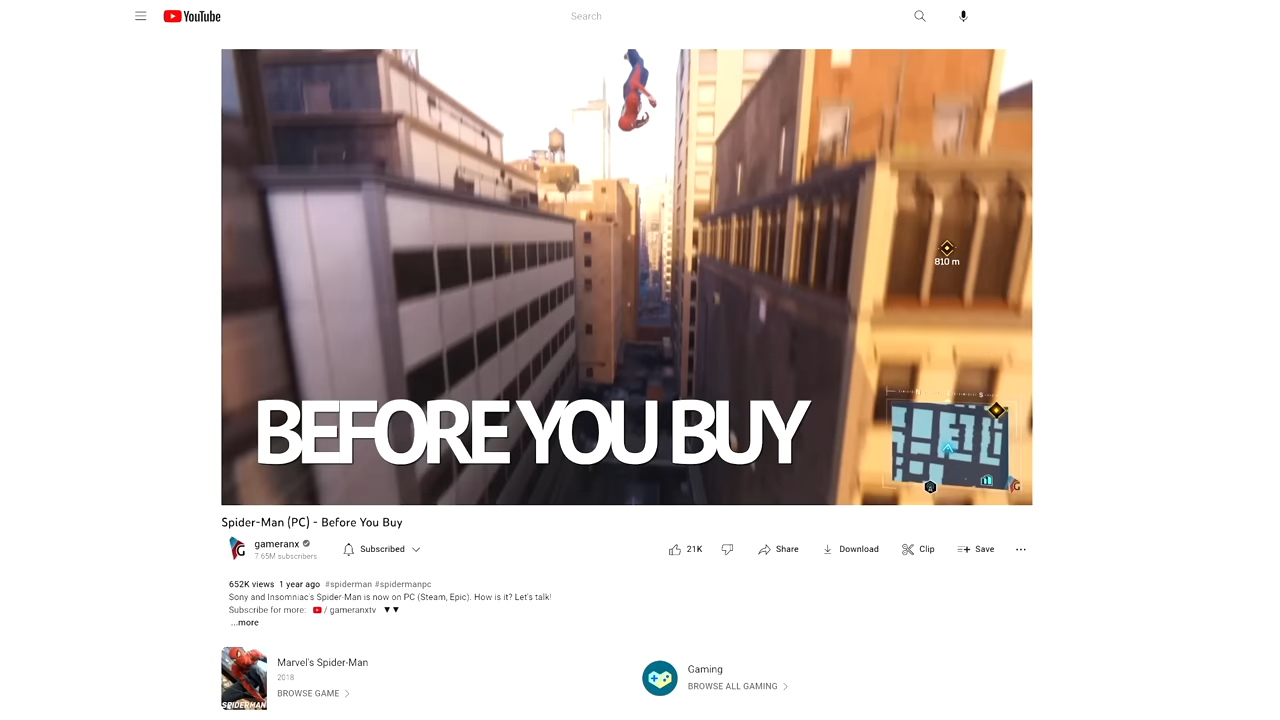 YouTube
Search
810 m
BEFORE YOU BUY
Spider-Man (PC) - Before You Buy
gameranx
7.65M subscribers
Subscribed
21K
Share
Download
Clip
Save
652K views 1 year ago #spiderman #spidermanpc
Sony and Insomniac's Spider-Man is now on PC (Steam, Epic). How is it? Let's talk!
Subscribe for more: / gameranxtv ▼▼
...more
SPIDERMAN
Marvel's Spider-Man
2018
BROWSE GAME
Gaming
BROWSE ALL GAMING